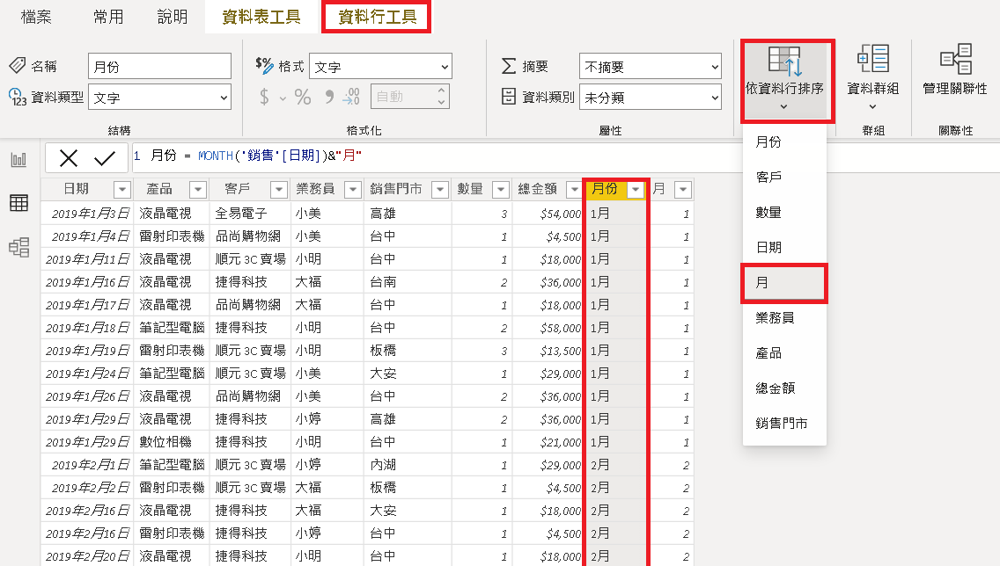 檔案 常用 說明 資料表工具 資料行工具
名稱 月份 $% 格式 文字 Σ 摘要 不摘要 依資料行排序 資料群組 管理關聯性
資料類型 文字 $ % 9 .00 自動 資料類別 未分類
結構 格式化 屬性 群組 關聯性
1 月份 = MONTH('銷售'[日期])&"月"
日期 產品 客戶 業務員 銷售門市 數量 總金額 月份 月
2019年1月3日 液晶電視 全易電子 小美 高雄 3 $54,000 1月 1
2019年1月4日 雷射印表機 品尚購物網 小美 台中 1 $4,500 1月 1
2019年1月11日 液晶電視 順元 3C 賣場 小明 台中 1 $18,000 1月 1
2019年1月16日 液晶電視 捷得科技 大福 台南 2 $36,000 1月 1
2019年1月17日 液晶電視 品尚購物網 大福 台中 1 $18,000 1月 1
2019年1月18日 筆記型電腦 捷得科技 小明 台中 2 $58,000 1月 1
2019年1月19日 雷射印表機 順元 3C 賣場 小明 板橋 3 $13,500 1月 1
2019年1月24日 筆記型電腦 順元 3C 賣場 小美 大安 1 $29,000 1月 1
2019年1月26日 液晶電視 品尚購物網 小美 台中 2 $36,000 1月 1
2019年1月29日 液晶電視 捷得科技 小婷 高雄 2 $36,000 1月 1
2019年1月29日 數位相機 捷得科技 小明 台中 1 $21,000 1月 1
2019年2月1日 筆記型電腦 順元 3C 賣場 小婷 內湖 1 $29,000 2月 2
2019年2月2日 雷射印表機 順元 3C 賣場 大福 板橋 1 $4,500 2月 2
2019年2月16日 液晶電視 捷得科技 大福 大安 1 $18,000 2月 2
2019年2月16日 雷射印表機 捷得科技 小婷 台中 1 $4,500 2月 2
2019年2月20日 液晶電視 捷得科技 小明 台中 1 $18,000 2月 2
月份
客戶
數量
日期
月
業務員
產品
總金額
銷售門市